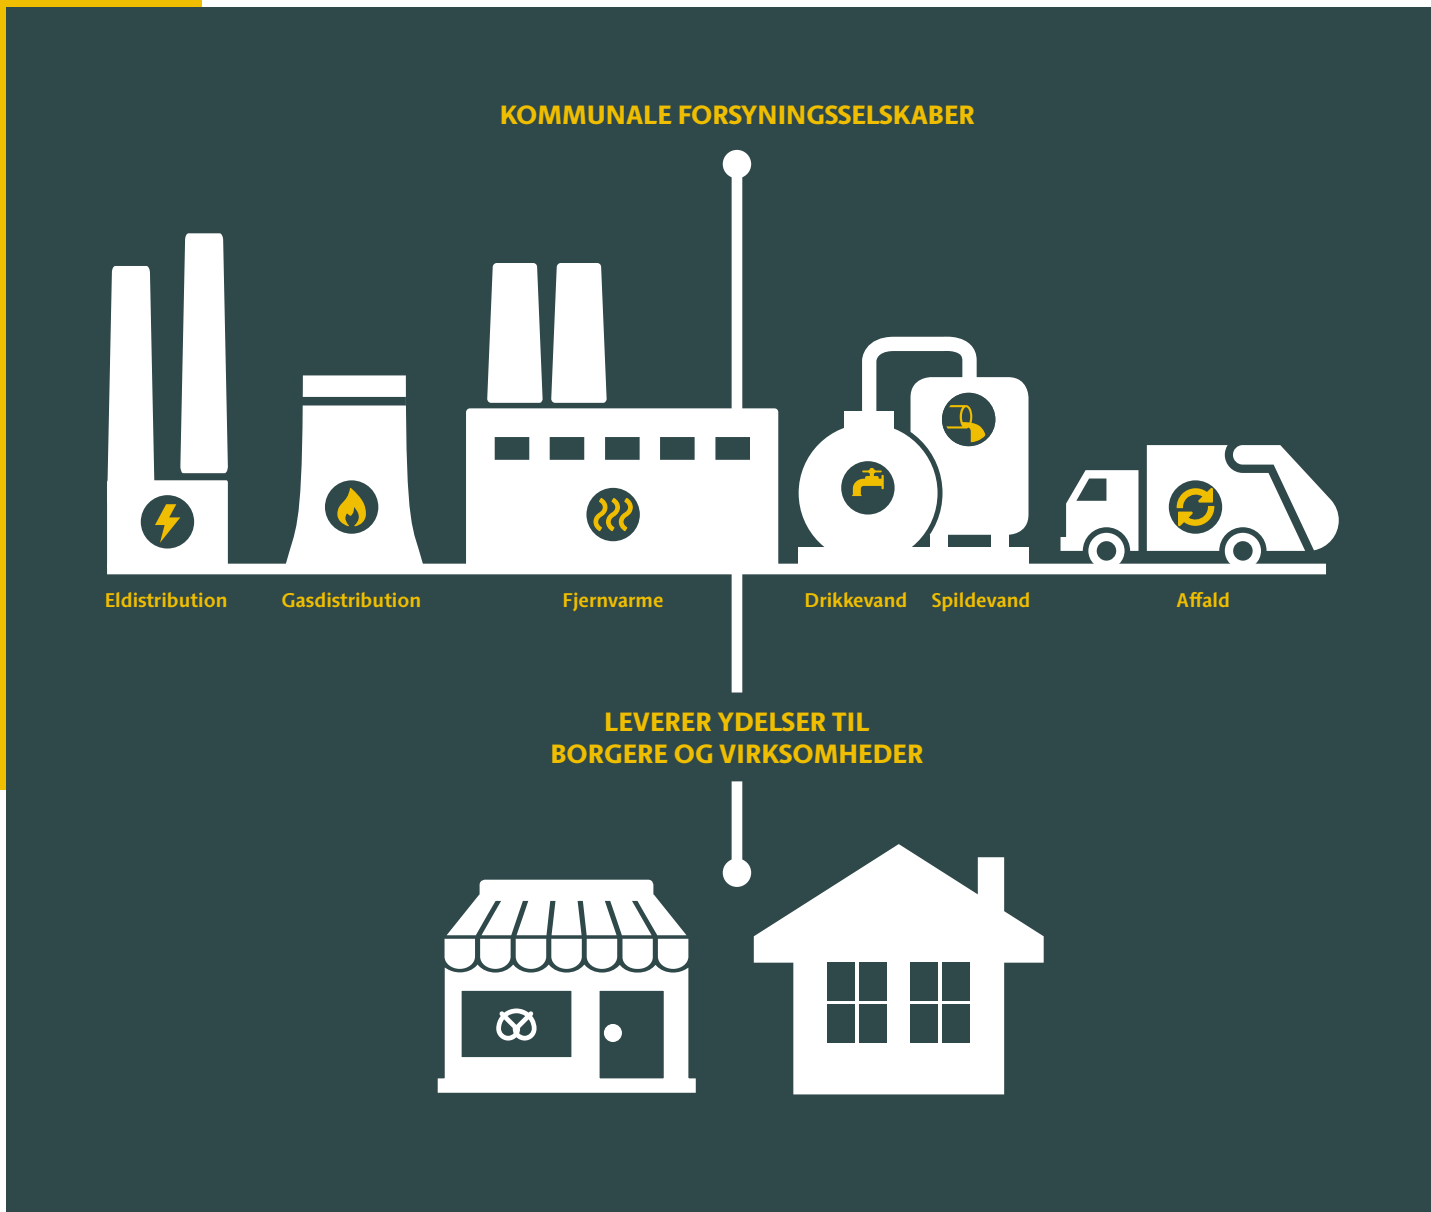 KOMMUNALE FORSYNINGSSELSKABER
Eldistribution
Gasdistribution
Fjernvarme
Drikkevand
Spildevand
Affald
LEVERER YDELSER TIL
BORGERE OG VIRKSOMHEDER